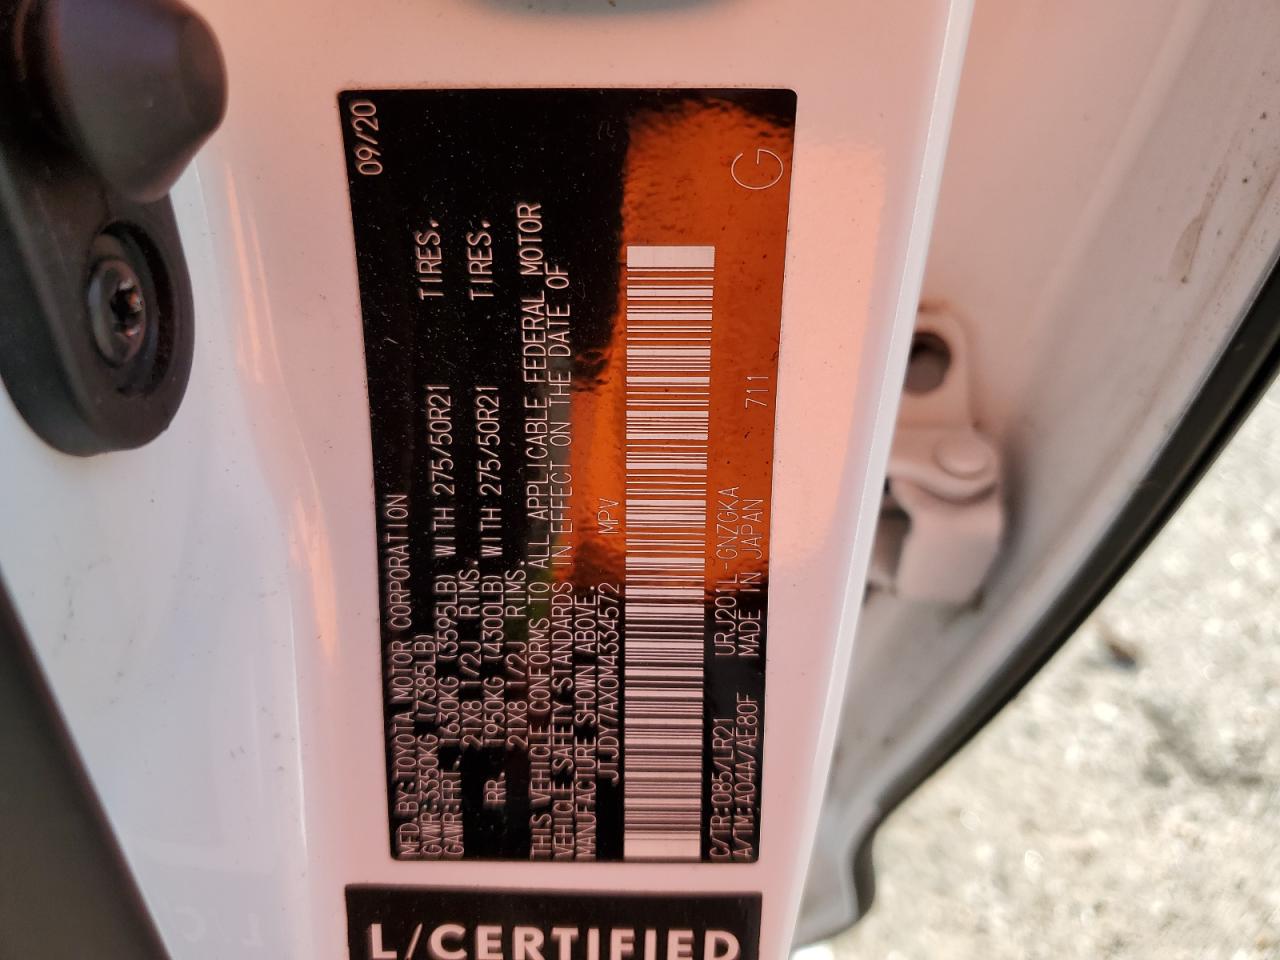 09/20
MFD.BY:TOYOTA MOTOR CORPORATION
GVWR:3350KG (7385LB)
GAWR:FRT 1630KG (3595LB) WITH 275/50R21 TIRES.
21X8 1/2J RIMS.
RR 1950KG (4300LB) WITH 275/50R21 TIRES.
21X8 1/2J RIMS.
THIS VEHICLE CONFORMS TO ALL APPLICABLE FEDERAL MOTOR
VEHICLE SAFETY STANDARDS IN EFFECT ON THE DATE OF
MANUFACTURE SHOWN ABOVE.
JTJDY7AX0M4334572 MPV
C/TR:085/LR21 URJ201L-GNZGKA 711
A/TM:A04A/AE80F MADE IN JAPAN
G
L/CERTIFIED